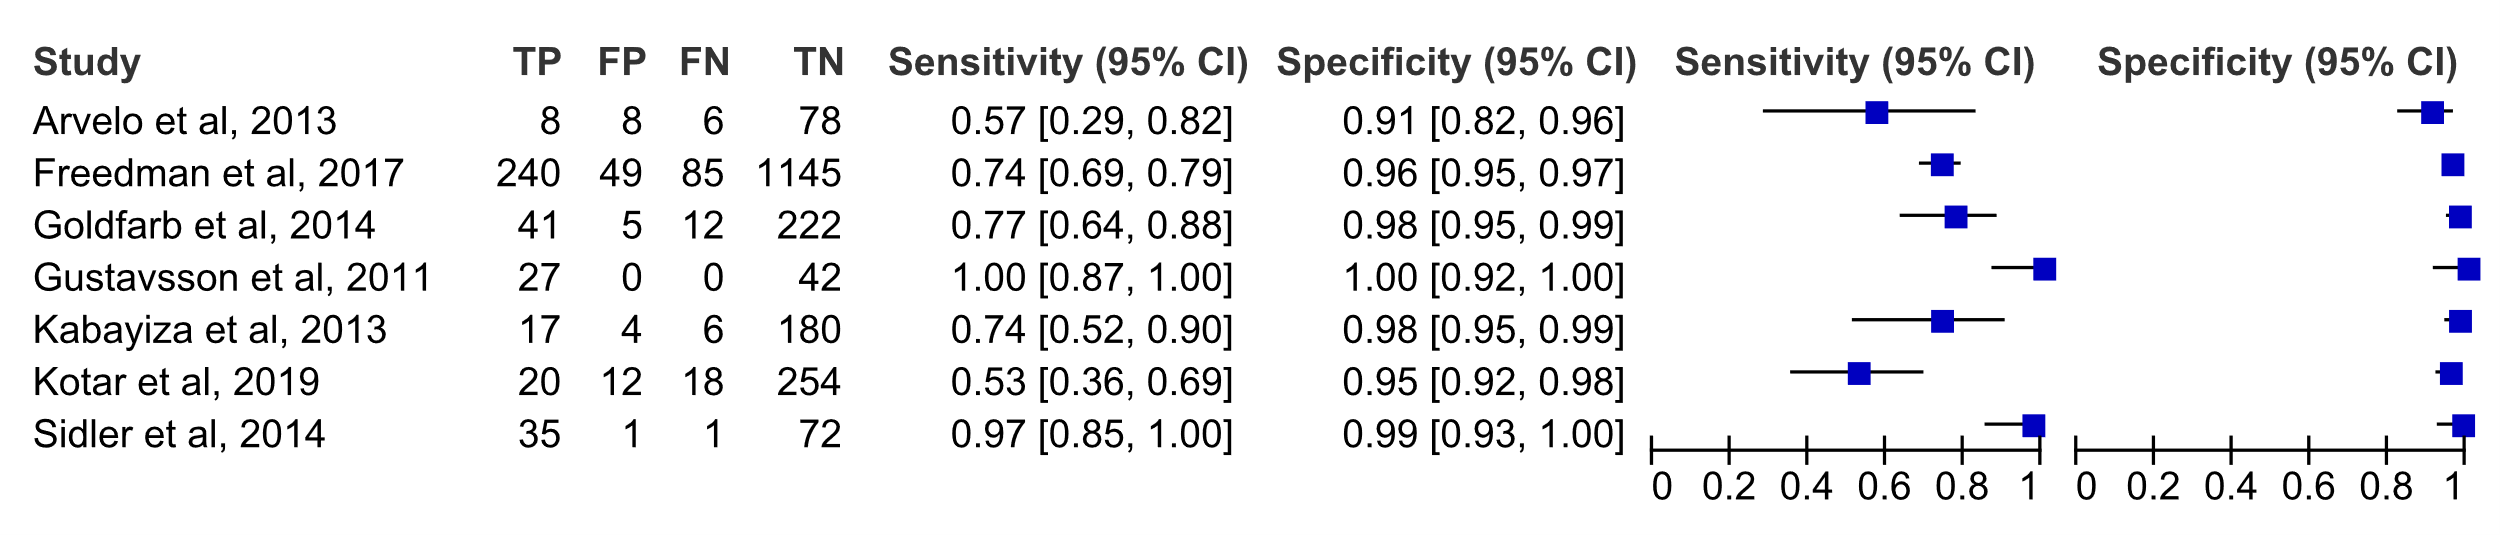 Study TP FP FN TN Sensitivity (95% CI) Specificity (95% CI) Sensitivity (95% CI) Specificity (95% CI)
Arvelo et al, 2013 8 8 6 78 0.57 [0.29, 0.82] 0.91 [0.82, 0.96]
Freedman et al, 2017 240 49 85 1145 0.74 [0.69, 0.79] 0.96 [0.95, 0.97]
Goldfarb et al, 2014 41 5 12 222 0.77 [0.64, 0.88] 0.98 [0.95, 0.99]
Gustavsson et al, 2011 27 0 0 42 1.00 [0.87, 1.00] 1.00 [0.92, 1.00]
Kabayiza et al, 2013 17 4 6 180 0.74 [0.52, 0.90] 0.98 [0.95, 0.99]
Kotar et al, 2019 20 12 18 254 0.53 [0.36, 0.69] 0.95 [0.92, 0.98]
Sidler et al, 2014 35 1 1 72 0.97 [0.85, 1.00] 0.99 [0.93, 1.00]
0 0.2 0.4 0.6 0.8 1 0 0.2 0.4 0.6 0.8 1